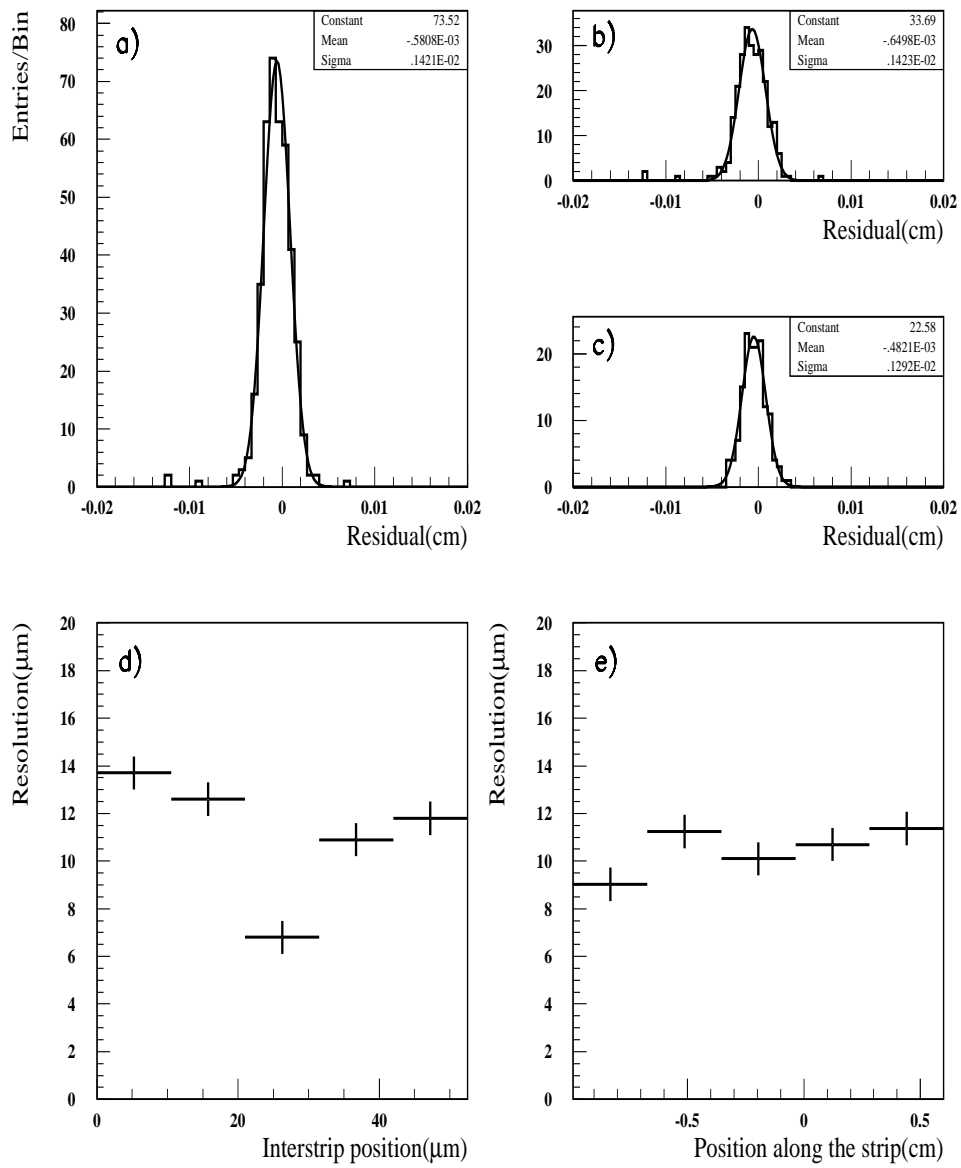 Entries/Bin
a)
Constant 73.52
Mean -.5808E-03
Sigma .1421E-02
80
70
60
50
40
30
20
10
0
-0.02 -0.01 0 0.01 0.02
Residual(cm)
b)
Constant 33.69
Mean -.6498E-03
Sigma .1423E-02
30
20
10
0
-0.02 -0.01 0 0.01 0.02
Residual(cm)
c)
Constant 22.58
Mean -.4821E-03
Sigma .1292E-02
20
10
0
-0.02 -0.01 0 0.01 0.02
Residual(cm)
Resolution(μm)
d)
20
18
16
14
12
10
8
6
4
2
0
0 20 40
Interstrip position(μm)
Resolution(μm)
e)
20
18
16
14
12
10
8
6
4
2
0
-0.5 0 0.5
Position along the strip(cm)